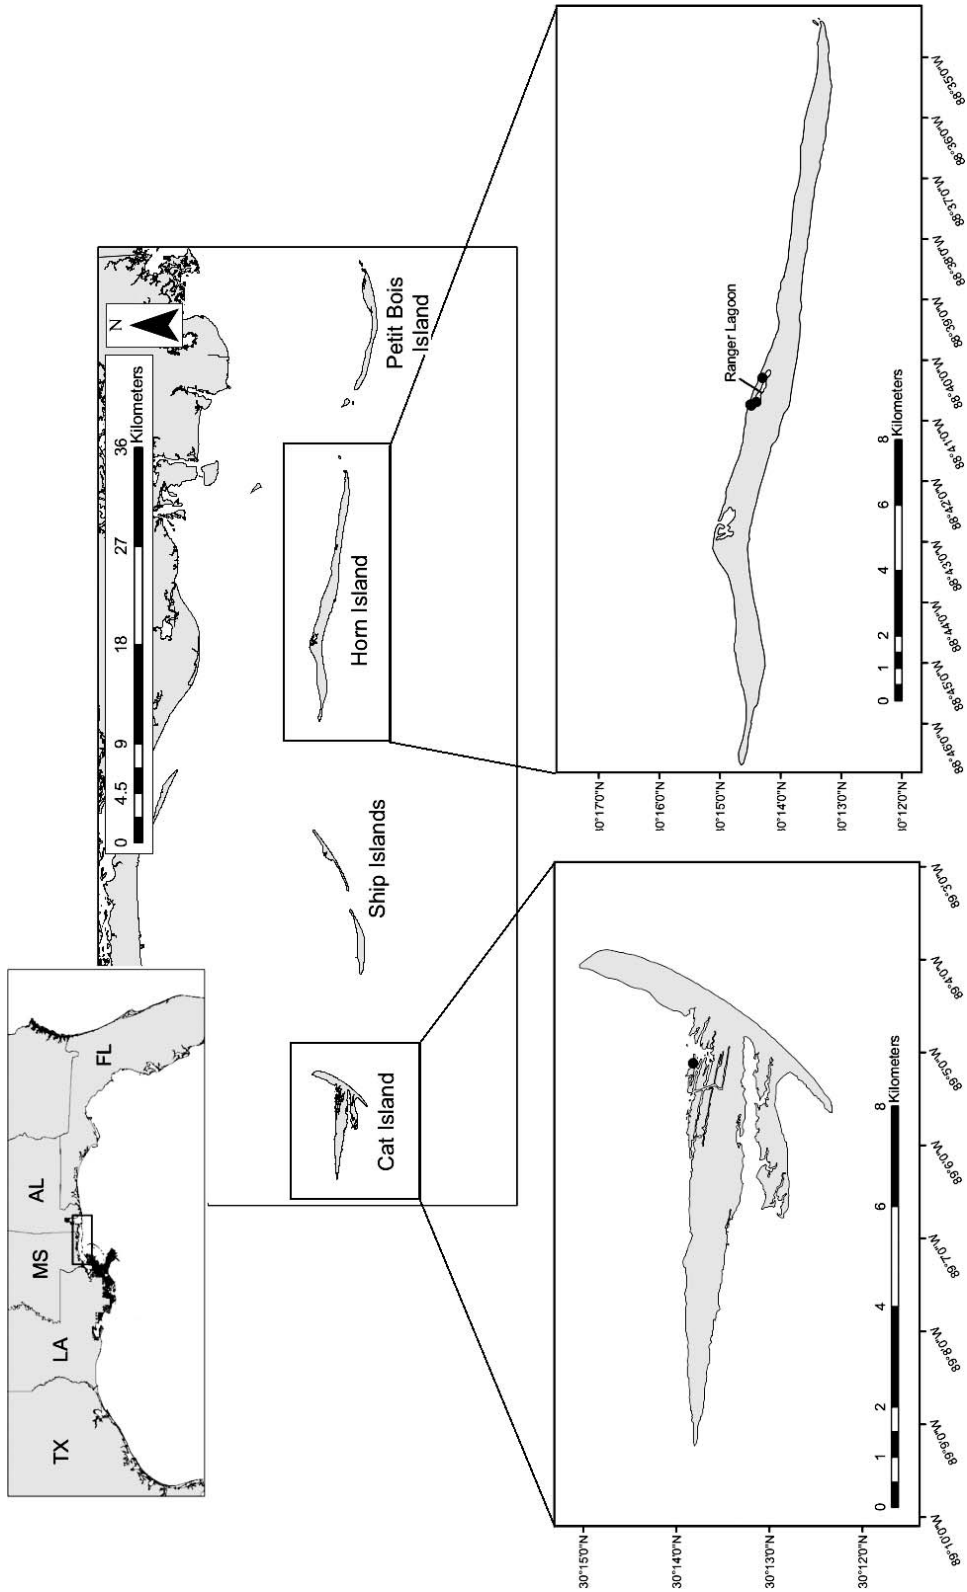 TX
LA
MS
AL
FL
N
0 4.5 9 18 27 36
Kilometers
Cat Island
Ship Islands
Horn Island
Petit Bois
Island
30°15'0"N
30°14'0"N
30°13'0"N
30°12'0"N
0 1 2 4 6 8
Kilometers
89°10'0"W 89°9'0"W 89°8'0"W 89°7'0"W 89°6'0"W 89°5'0"W 89°4'0"W 89°3'0"W
Ranger Lagoon
0°17'0"N
0°16'0"N
0°15'0"N
0°14'0"N
0°13'0"N
0°12'0"N
0 1 2 4 6 8
Kilometers
88°46'0"W 88°45'0"W 88°44'0"W 88°43'0"W 88°42'0"W 88°41'0"W 88°40'0"W 88°39'0"W 88°38'0"W 88°37'0"W 88°36'0"W 88°35'0"W